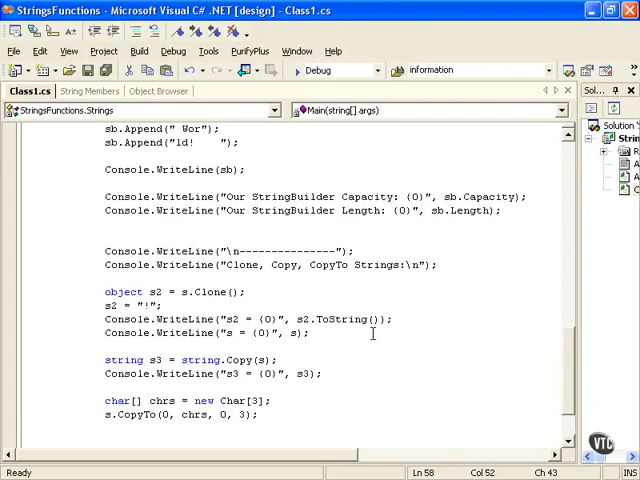 StringsFunctions - Microsoft Visual C# .NET [design] - Class1.cs
File Edit View Project Build Debug Tools PurifyPlus Window Help
Debug information
Class1.cs String Members Object Browser Solu...
StringsFunctions.Strings Main(string[] args)
Solution '
Strin
sb.Append(" Wor");
sb.Append("ld!    ");
Console.WriteLine(sb);
Console.WriteLine("Our StringBuilder Capacity: {0}", sb.Capacity);
Console.WriteLine("Our StringBuilder Length: {0}", sb.Length);
Console.WriteLine("\n---------------");
Console.WriteLine("Clone, Copy, CopyTo Strings:\n");
object s2 = s.Clone();
s2 = "!";
Console.WriteLine("s2 = {0}", s2.ToString());
Console.WriteLine("s = {0}", s);
string s3 = string.Copy(s);
Console.WriteLine("s3 = {0}", s3);
char[] chrs = new Char[3];
s.CopyTo(0, chrs, 0, 3);
VTC
Ready Ln 58 Col 52 Ch 43